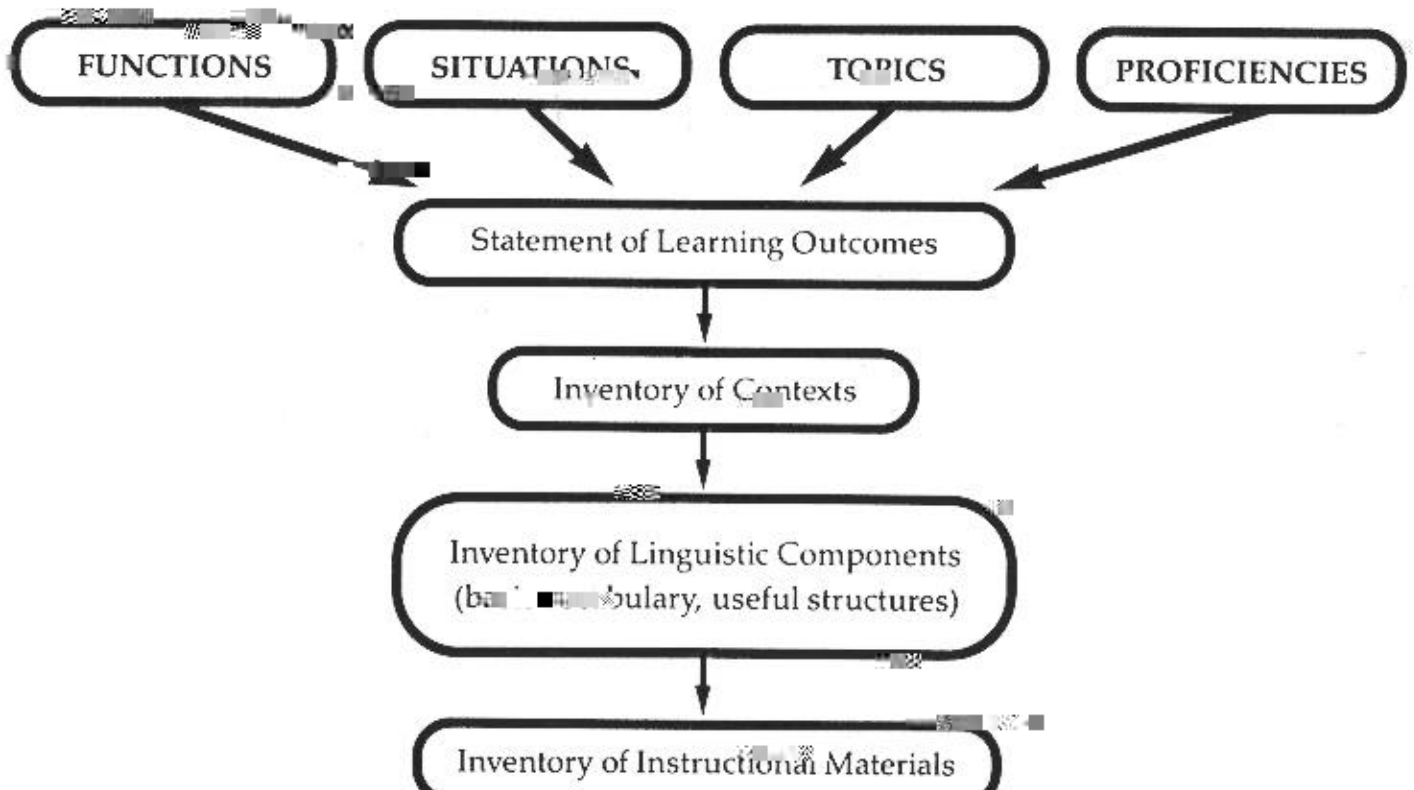 FUNCTIONS
SITUATIONS
TOPICS
PROFICIENCIES
Statement of Learning Outcomes
Inventory of Contexts
Inventory of Linguistic Components
useful structures)
Inventory of Instructional Materials